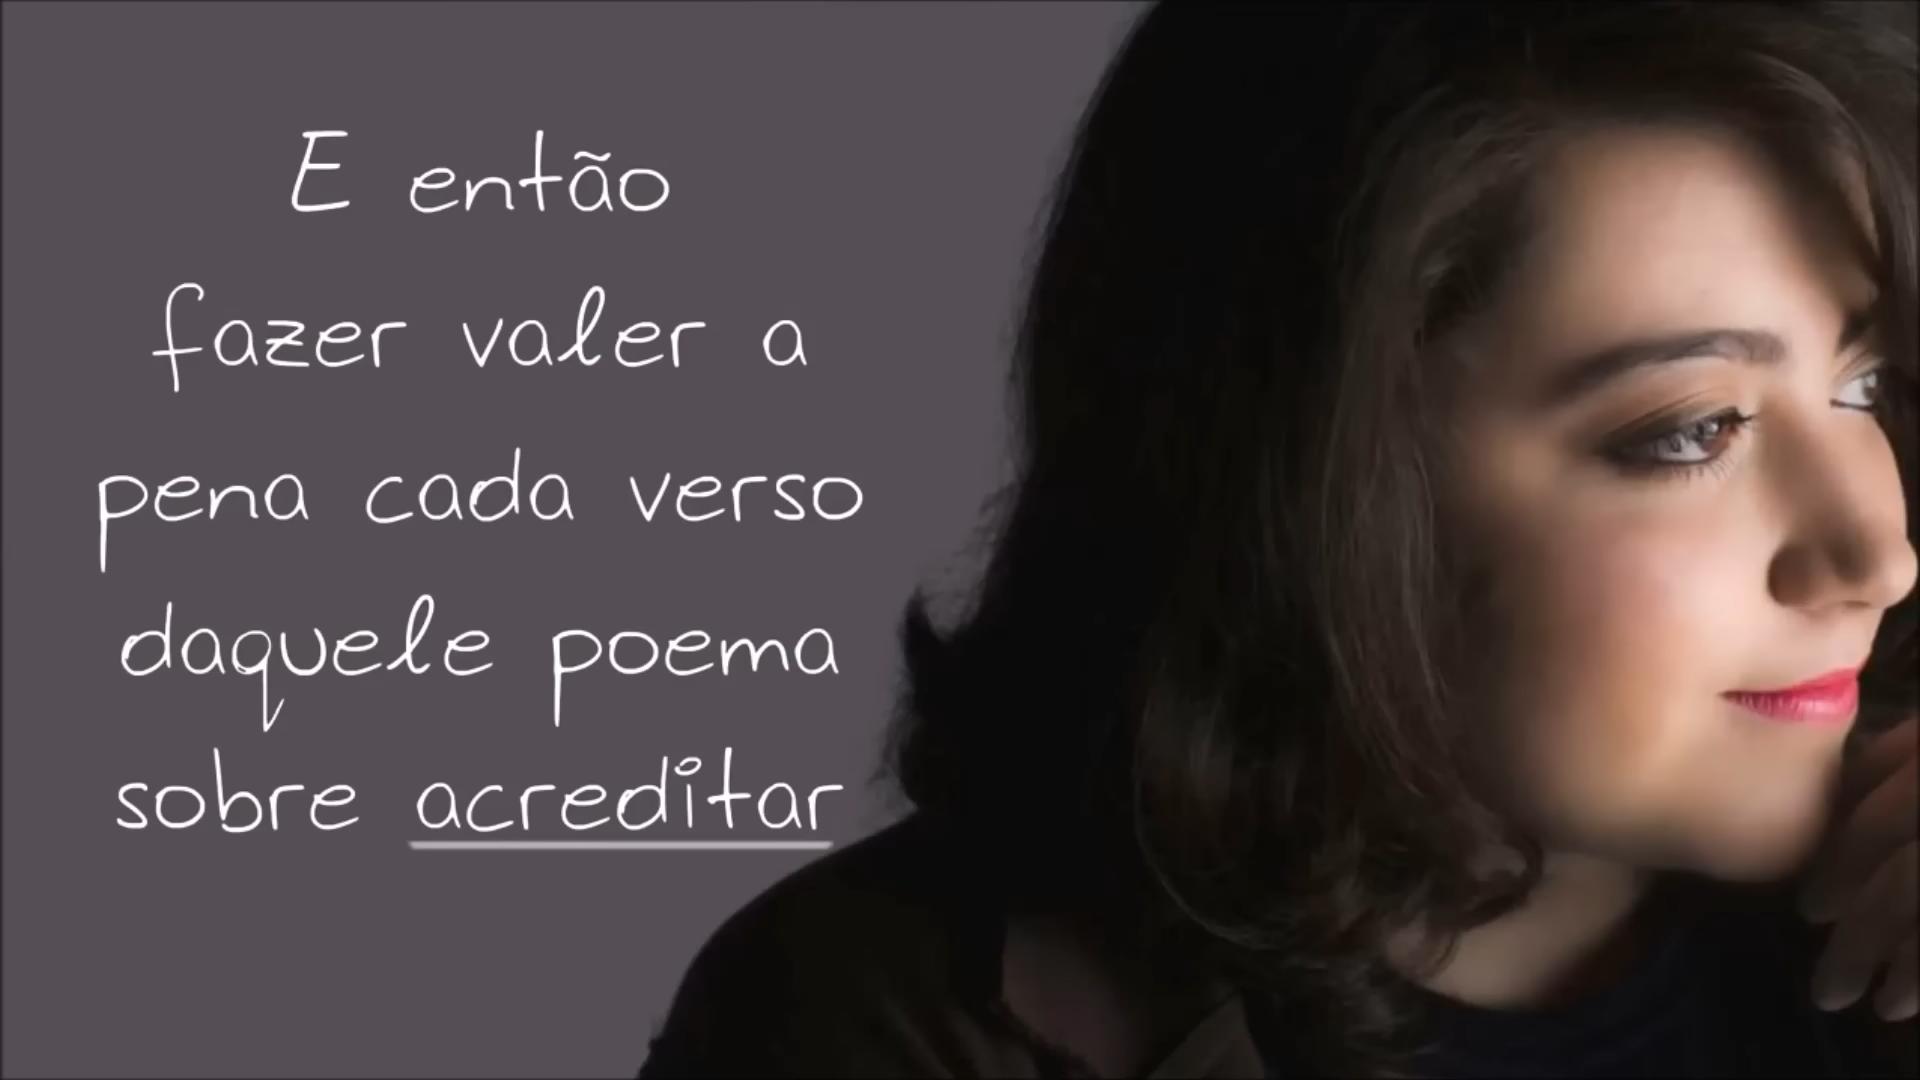 E então
fazer valer a
pena cada verso
daquele poema
sobre acreditar